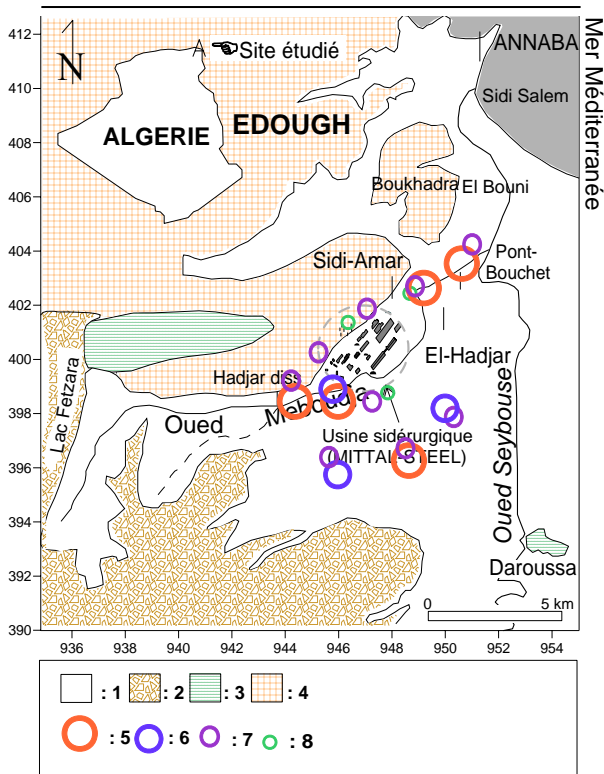 412
410
408
406
404
402
400
398
396
394
392
390
N
A
Site étudié
ANNABA
Sidi Salem
Mer Méditerranée
ALGERIE
EDOUGH
Boukhadra
El Bouni
Sidi-Amar
Pont-
Bouchet
El-Hadjar
Hadjar diss
Meboudja
Oued
Lac Fetzara
Usine sidérurgique
(MITTAL-STEEL)
Oued Seybouse
Daroussa
0 5 km
936 938 940 942 944 946 948 950 952 954
: 1 : 2 : 3 : 4
: 5 : 6 : 7 : 8